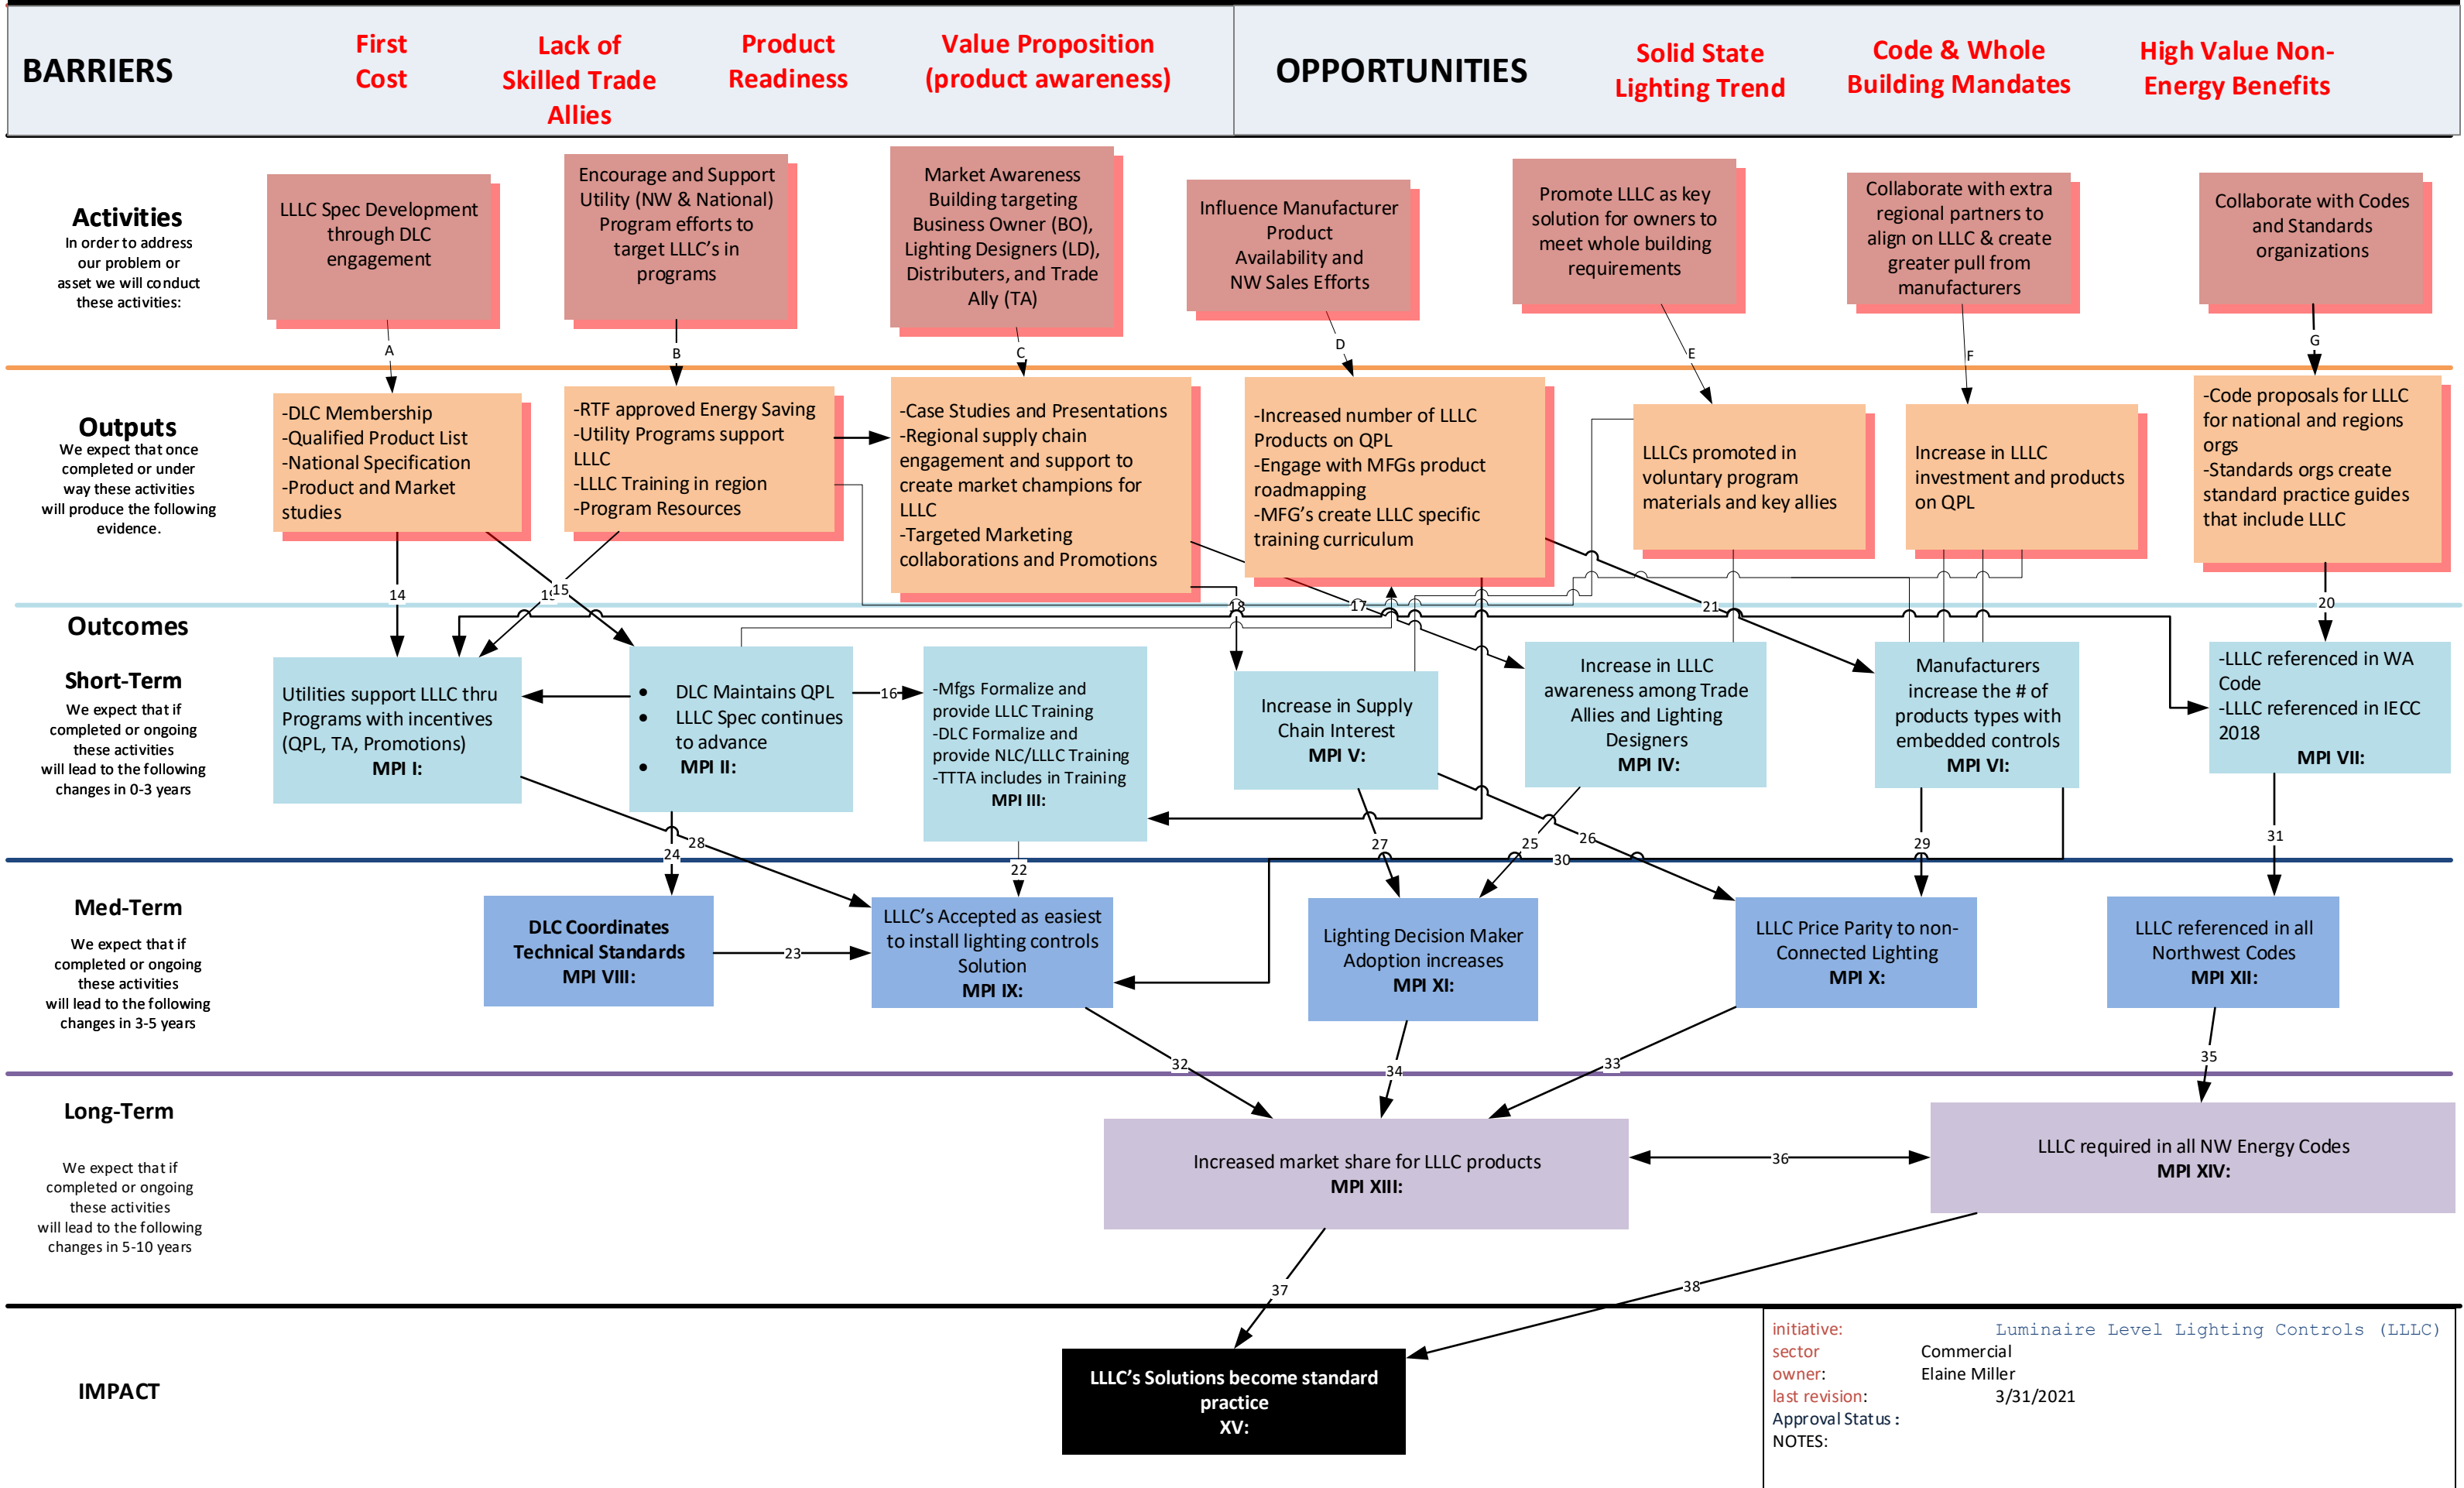 BARRIERS
First
Cost
Lack of
Skilled Trade
Allies
Product
Readiness
Value Proposition
(product awareness)
OPPORTUNITIES
Solid State
Lighting Trend
Code & Whole
Building Mandates
High Value Non-
Energy Benefits
Activities
In order to address
our problem or
asset we will conduct
these activities:
LLLC Spec Development
through DLC
engagement
Encourage and Support
Utility (NW & National)
Program efforts to
target LLLC's in
programs
Market Awareness
Building targeting
Business Owner (BO),
Lighting Designers (LD),
Distributers, and Trade
Ally (TA)
Influence Manufacturer
Product
Availability and
NW Sales Efforts
Promote LLLC as key
solution for owners to
meet whole building
requirements
Collaborate with extra
regional partners to
align on LLLC & create
greater pull from
manufacturers
Collaborate with Codes
and Standards
organizations
A
B
C
D
E
F
G
Outputs
We expect that once
completed or under
way these activities
will produce the following
evidence.
-DLC Membership
-Qualified Product List
-National Specification
-Product and Market
studies
-RTF approved Energy Saving
-Utility Programs support
LLLC
-LLLC Training in region
-Program Resources
-Case Studies and Presentations
-Regional supply chain
engagement and support to
create market champions for
LLLC
-Targeted Marketing
collaborations and Promotions
-Increased number of LLLC
Products on QPL
-Engage with MFGs product
roadmapping
-MFG's create LLLC specific
training curriculum
LLLCs promoted in
voluntary program
materials and key allies
Increase in LLLC
investment and products
on QPL
-Code proposals for LLLC
for national and regions
orgs
-Standards orgs create
standard practice guides
that include LLLC
14
15
18
17
21
20
Outcomes
Short-Term
We expect that if
completed or ongoing
these activities
will lead to the following
changes in 0-3 years
Utilities support LLLC thru
Programs with incentives
(QPL, TA, Promotions)
MPI I:
• DLC Maintains QPL
• LLLC Spec continues
to advance
• MPI II:
16
-Mfgs Formalize and
provide LLLC Training
-DLC Formalize and
provide NLC/LLLC Training
-TTTA includes in Training
MPI III:
Increase in Supply
Chain Interest
MPI V:
Increase in LLLC
awareness among Trade
Allies and Lighting
Designers
MPI IV:
Manufacturers
increase the # of
products types with
embedded controls
MPI VI:
-LLLC referenced in WA
Code
-LLLC referenced in IECC
2018
MPI VII:
24
28
22
27
25
26
30
29
31
Med-Term
We expect that if
completed or ongoing
these activities
will lead to the following
changes in 3-5 years
DLC Coordinates
Technical Standards
MPI VIII:
23
LLLC's Accepted as easiest
to install lighting controls
Solution
MPI IX:
Lighting Decision Maker
Adoption increases
MPI XI:
LLLC Price Parity to non-
Connected Lighting
MPI X:
LLLC referenced in all
Northwest Codes
MPI XII:
32
34
33
35
Long-Term
We expect that if
completed or ongoing
these activities
will lead to the following
changes in 5-10 years
Increased market share for LLLC products
MPI XIII:
36
LLLC required in all NW Energy Codes
MPI XIV:
37
38
IMPACT
LLLC's Solutions become standard
practice
XV:
initiative: Luminaire Level Lighting Controls (LLLC)
sector Commercial
owner: Elaine Miller
last revision: 3/31/2021
Approval Status :
NOTES: